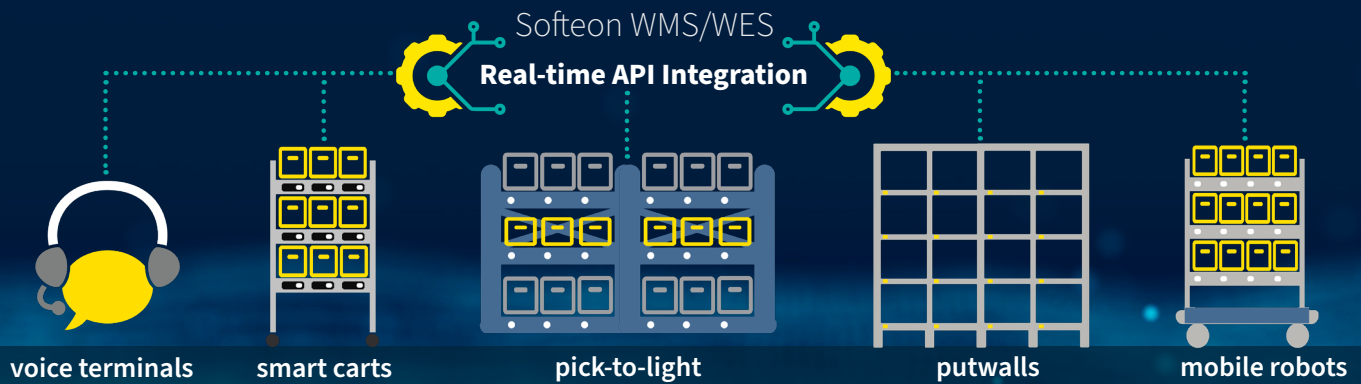 Softeon WMS/WES
Real-time API Integration
voice terminals
smart carts
pick-to-light
putwalls
mobile robots